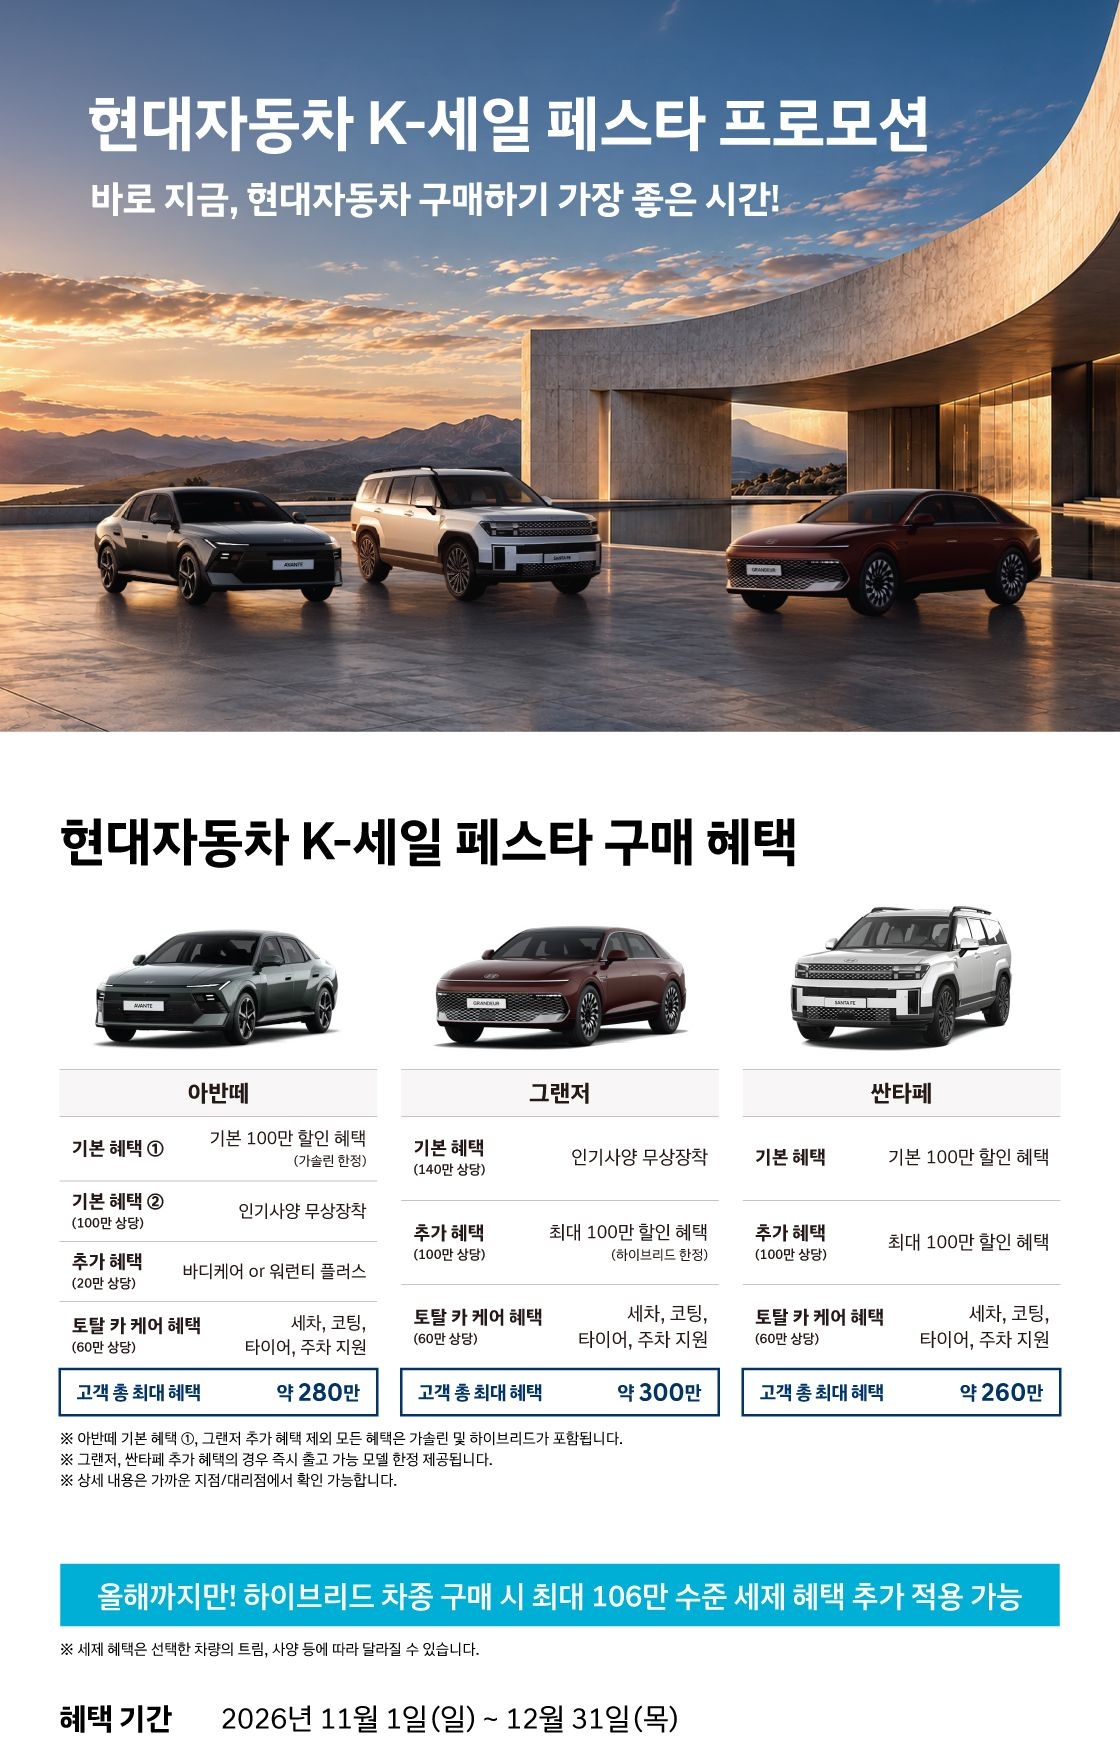 현대자동차 K-세일 페스타 프로모션
바로 지금, 현대자동차 구매하기 가장 좋은 시간!
AVANTE
SANTA FE
GRANDEUR
현대자동차 K-세일 페스타 구매 혜택
AVANTE
GRANDEUR
SANTA FE
아반떼
기본 혜택 ① 기본 100만 할인 혜택
(가솔린 한정)
기본 혜택 ②
(100만 상당) 인기사양 무상장착
추가 혜택
(20만 상당) 바디케어 or 워런티 플러스
토탈 카 케어 혜택
(60만 상당)
세차, 코팅,
타이어, 주차 지원
고객 총 최대 혜택 약 280만
그랜저
기본 혜택
(140만 상당) 인기사양 무상장착
추가 혜택
(100만 상당)
최대 100만 할인 혜택
(하이브리드 한정)
토탈 카 케어 혜택
(60만 상당)
세차, 코팅,
타이어, 주차 지원
고객 총 최대 혜택 약 300만
싼타페
기본 혜택 기본 100만 할인 혜택
추가 혜택
(100만 상당) 최대 100만 할인 혜택
토탈 카 케어 혜택
(60만 상당)
세차, 코팅,
타이어, 주차 지원
고객 총 최대 혜택 약 260만
※ 아반떼 기본 혜택 ①, 그랜저 추가 혜택 제외 모든 혜택은 가솔린 및 하이브리드가 포함됩니다.
※ 그랜저, 싼타페 추가 혜택의 경우 즉시 출고 가능 모델 한정 제공됩니다.
※ 상세 내용은 가까운 지점/대리점에서 확인 가능합니다.
올해까지만! 하이브리드 차종 구매 시 최대 106만 수준 세제 혜택 추가 적용 가능
※ 세제 혜택은 선택한 차량의 트림, 사양 등에 따라 달라질 수 있습니다.
혜택 기간 2026년 11월 1일(일) ~ 12월 31일(목)